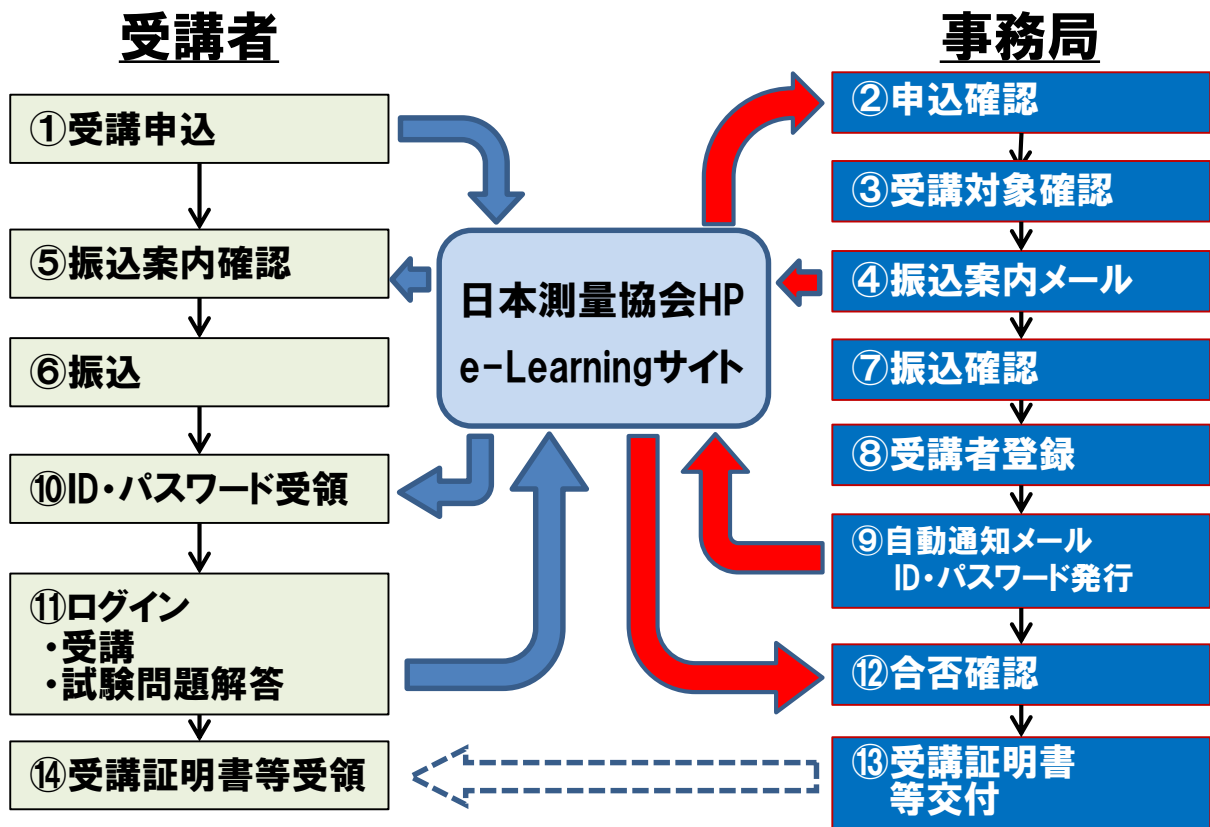 受講者
①受講申込
⑤振込案内確認
⑥振込
⑩ID・パスワード受領
⑪ログイン
・受講
・試験問題解答
⑭受講証明書等受領
日本測量協会HP
e-Learningサイト
事務局
②申込確認
③受講対象確認
④振込案内メール
⑦振込確認
⑧受講者登録
⑨自動通知メール
ID・パスワード発行
⑫合否確認
⑬受講証明書
等交付